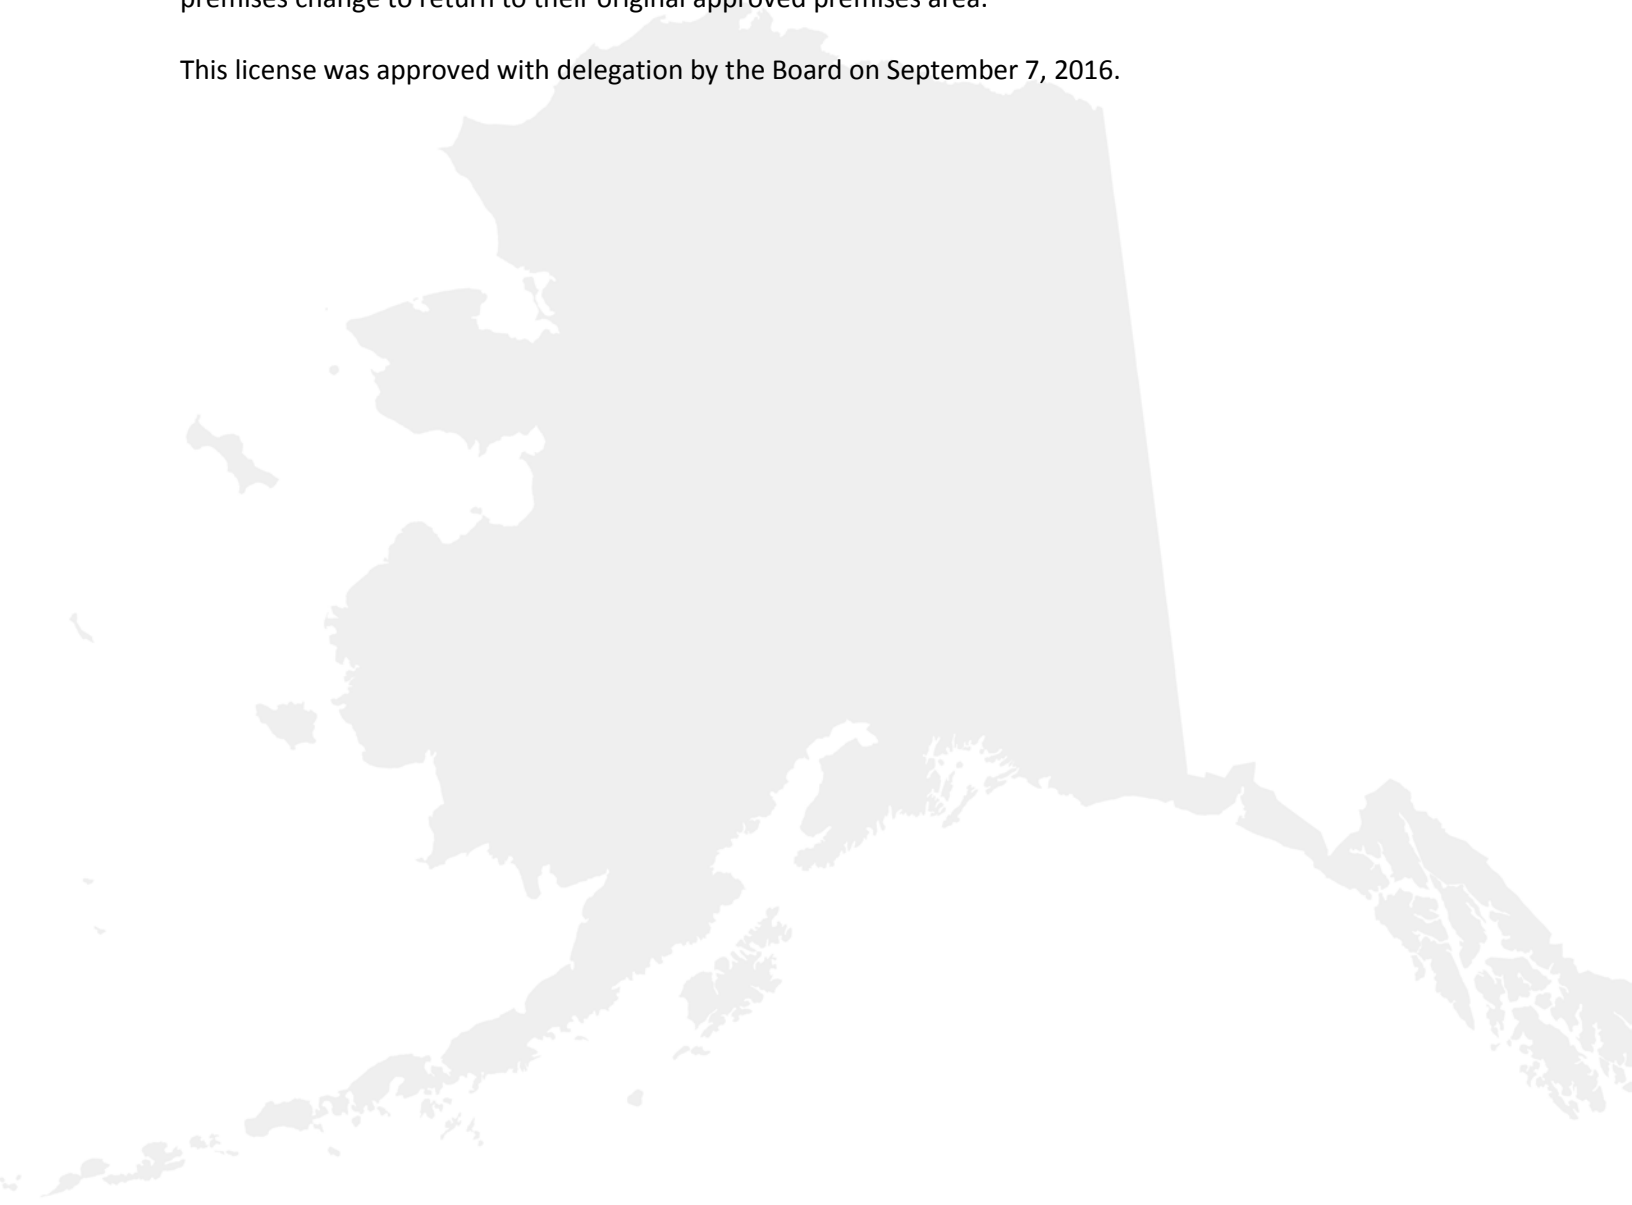 premises change to return to their original approved premises area.
This license was approved with delegation by the Board on September 7, 2016.